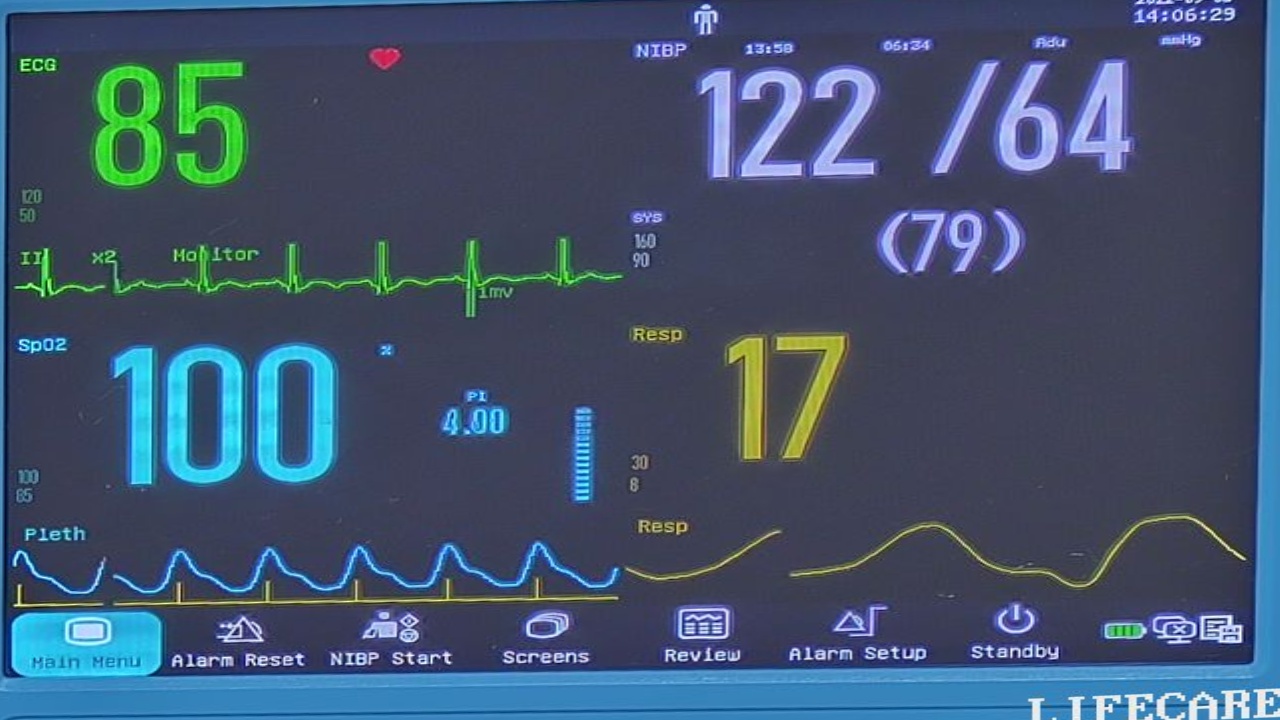 14:06:29
ECG
85
120
50
NIBP 13:58 06:34 Adu mmHg
122 /64
(79)
SYS
160
90
II X2 Monitor
1mv
SpO2
100
%
PI
4.00
100
85
Resp
17
30
8
Pleth
Resp
Main Menu
Alarm Reset
NIBP Start
Screens
Review
Alarm Setup
Standby
LIFECARE